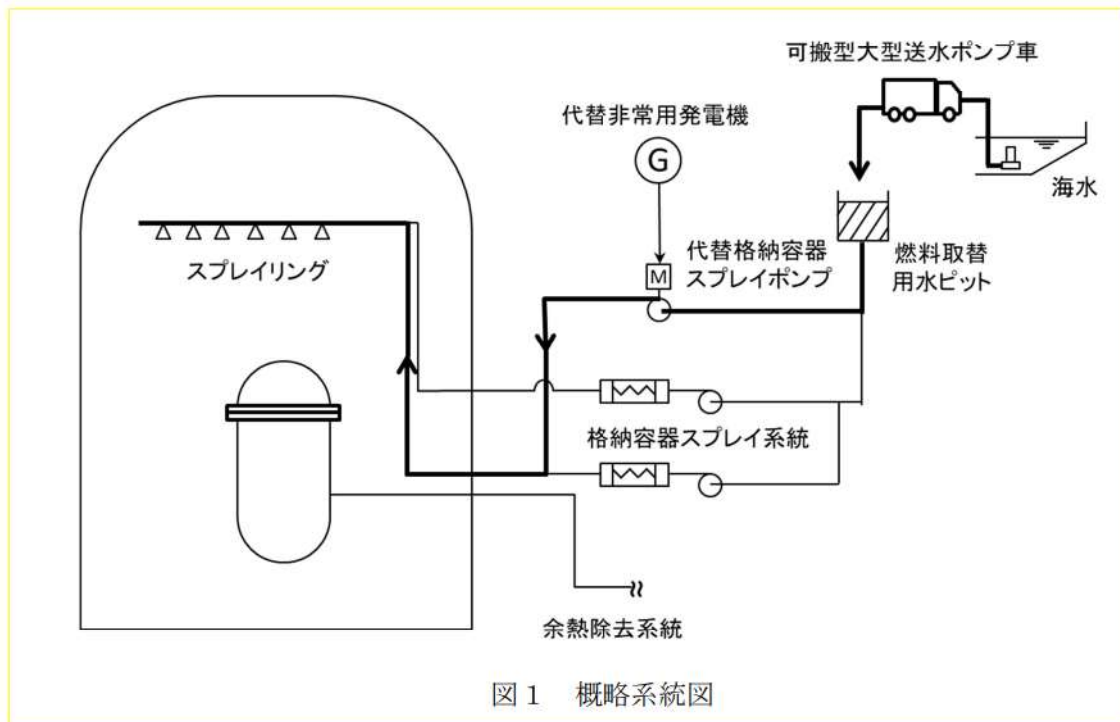 可搬型大型送水ポンプ車
代替非常用発電機
G
海水
代替格納容器
スプレイポンプ
M
燃料取替
用水ピット
スプレイリング
格納容器スプレイ系統
余熱除去系統
図1 概略系統図